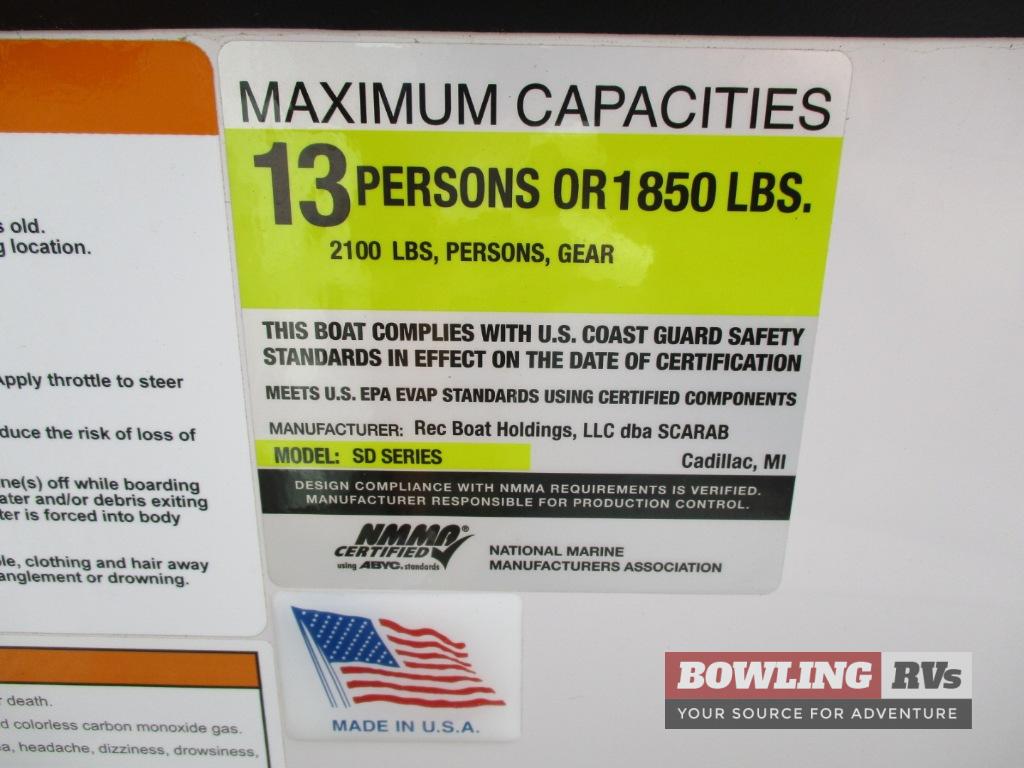 MAXIMUM CAPACITIES
13 PERSONS OR 1850 LBS.
2100 LBS, PERSONS, GEAR
THIS BOAT COMPLIES WITH U.S. COAST GUARD SAFETY
STANDARDS IN EFFECT ON THE DATE OF CERTIFICATION
MEETS U.S. EPA EVAP STANDARDS USING CERTIFIED COMPONENTS
MANUFACTURER: Rec Boat Holdings, LLC dba SCARAB
MODEL: SD SERIES Cadillac, MI
DESIGN COMPLIANCE WITH NMMA REQUIREMENTS IS VERIFIED.
MANUFACTURER RESPONSIBLE FOR PRODUCTION CONTROL.
NMMA®
CERTIFIED
using ABYC. standards
NATIONAL MARINE
MANUFACTURERS ASSOCIATION
old.
location.
Apply throttle to steer
duce the risk of loss of
ne(s) off while boarding
ater and/or debris exiting
ter is forced into body
le, clothing and hair away
anglement or drowning.
MADE IN U.S.A.
death.
d colorless carbon monoxide gas.
a, headache, dizziness, drowsiness,
BOWLING RVs
YOUR SOURCE FOR ADVENTURE